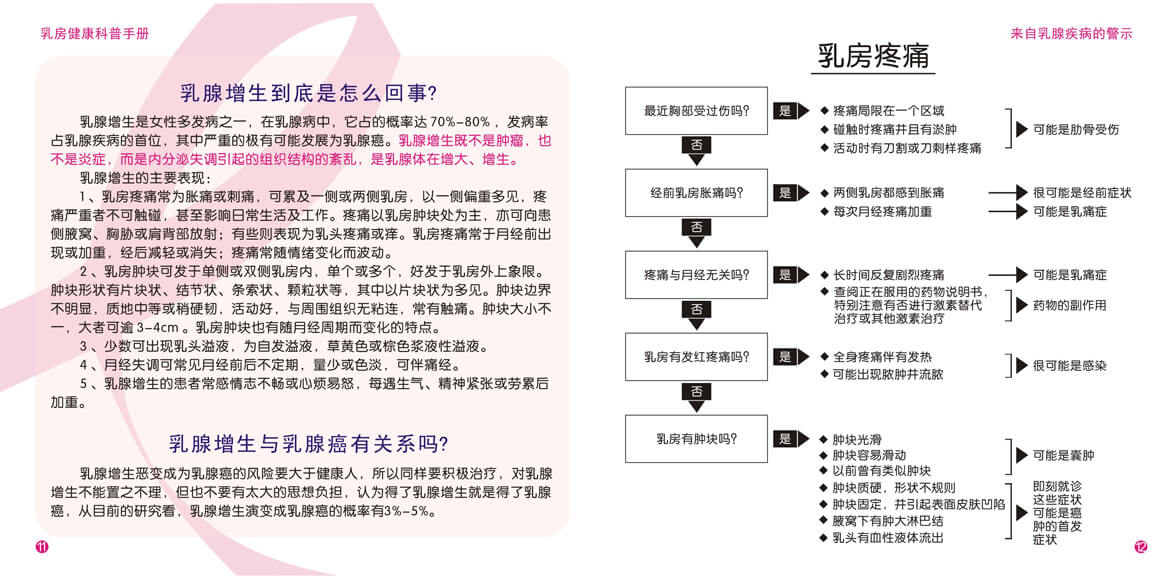 乳房健康科普手册
乳腺增生到底是怎么回事?
乳腺增生是女性多发病之一，在乳腺病中，它占的概率达70%-80%，发病率
占乳腺疾病的首位，其中严重的极有可能发展为乳腺癌。乳腺增生既不是肿瘤，也
不是炎症，而是内分泌失调引起的组织结构的紊乱，是乳腺体在增大、增生。
乳腺增生的主要表现：
1、乳房疼痛常为胀痛或刺痛，可累及一侧或两侧乳房，以一侧偏重多见，疼
痛严重者不可触碰，甚至影响日常生活及工作。疼痛以乳房肿块处为主，亦可向患
侧腋窝、胸胁或肩背部放射；有些则表现为乳头疼痛或痒。乳房疼痛常于月经前出
现或加重，经后减轻或消失；疼痛常随情绪变化而波动。
2、乳房肿块可发于单侧或双侧乳房内，单个或多个，好发于乳房外上象限。
肿块形状有片块状、结节状、条索状、颗粒状等，其中以片块状为多见。肿块边界
不明显，质地中等或稍硬韧，活动好，与周围组织无粘连，常有触痛。肿块大小不
一，大者可逾3-4cm。乳房肿块也有随月经周期而变化的特点。
3、少数可出现乳头溢液，为自发溢液，草黄色或棕色浆液性溢液。
4、月经失调可常见月经前后不定期，量少或色淡，可伴痛经。
5、乳腺增生的患者常感情志不畅或心烦易怒，每遇生气、精神紧张或劳累后
加重。
乳腺增生与乳腺癌有关系吗?
乳腺增生恶变成为乳腺癌的风险要大于健康人，所以同样要积极治疗，对乳腺
增生不能置之不理，但也不要有太大的思想负担，认为得了乳腺增生就是得了乳腺
癌，从目前的研究看，乳腺增生演变成乳腺癌的概率有3%-5%。
11
来自乳腺疾病的警示
乳房疼痛
最近胸部受过伤吗?
是
◆ 疼痛局限在一个区域
◆ 碰触时疼痛并且有淤肿
◆ 活动时有刀割或刀刺样疼痛
可能是肋骨受伤
否
经前乳房胀痛吗?
是
◆ 两侧乳房都感到胀痛
很可能是经前症状
◆ 每次月经疼痛加重
可能是乳痛症
否
疼痛与月经无关吗?
是
◆ 长时间反复剧烈疼痛
可能是乳痛症
◆ 查阅正在服用的药物说明书，
特别注意有否进行激素替代
治疗或其他激素治疗
药物的副作用
否
乳房有发红疼痛吗?
是
◆ 全身疼痛伴有发热
◆ 可能出现脓肿并流脓
很可能是感染
否
乳房有肿块吗?
是
◆ 肿块光滑
◆ 肿块容易滑动
◆ 以前曾有类似肿块
可能是囊肿
◆ 肿块质硬，形状不规则
◆ 肿块固定，并引起表面皮肤凹陷
◆ 腋窝下有肿大淋巴结
◆ 乳头有血性液体流出
即刻就诊
这些症状
可能是癌
肿的首发
症状
12